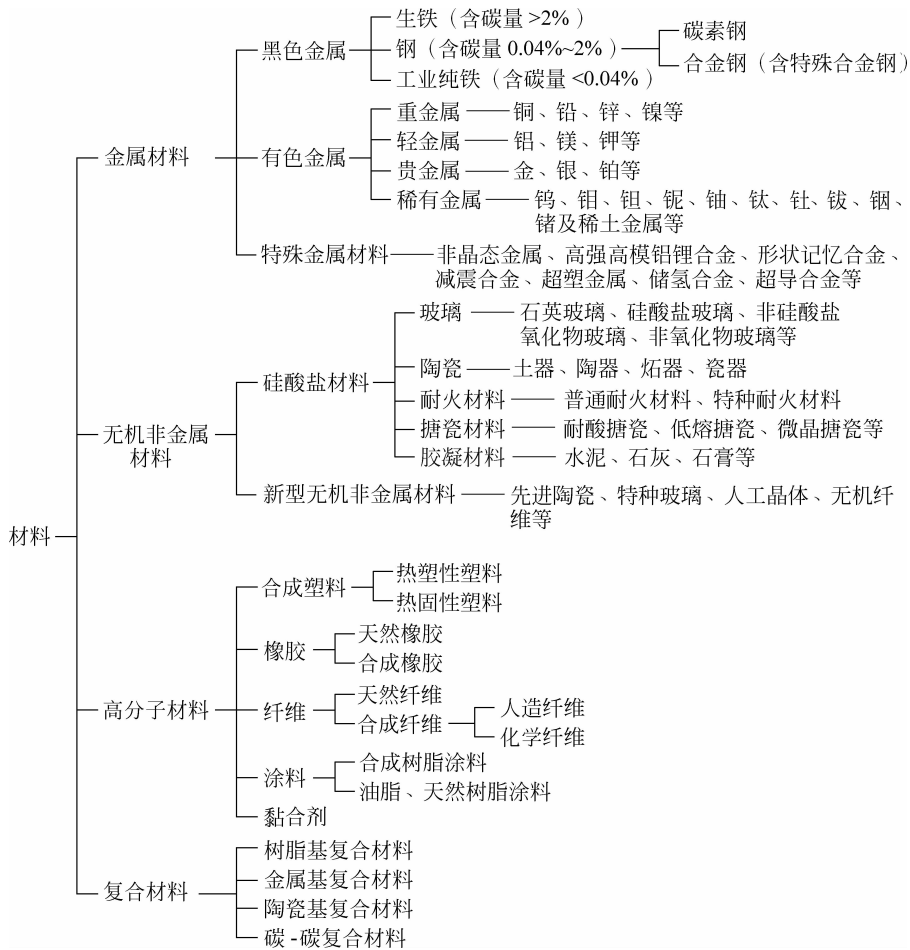 材料
金属材料
黑色金属
生铁（含碳量 >2%）
钢（含碳量 0.04%~2%）
碳素钢
合金钢（含特殊合金钢）
工业纯铁（含碳量 <0.04%）
有色金属
重金属
铜、铅、锌、镍等
轻金属
铝、镁、钾等
贵金属
金、银、铂等
稀有金属
钨、钼、钽、铌、铀、钛、钍、铍、铟、
锗及稀土金属等
特殊金属材料
非晶态金属、高强高模铝锂合金、形状记忆合金、
减震合金、超塑金属、储氢合金、超导合金等
无机非金属
材料
硅酸盐材料
玻璃
石英玻璃、硅酸盐玻璃、非硅酸盐
氧化物玻璃、非氧化物玻璃等
陶瓷
土器、陶器、炻器、瓷器
耐火材料
普通耐火材料、特种耐火材料
搪瓷材料
耐酸搪瓷、低熔搪瓷、微晶搪瓷等
胶凝材料
水泥、石灰、石膏等
新型无机非金属材料
先进陶瓷、特种玻璃、人工晶体、无机纤
维等
高分子材料
合成塑料
热塑性塑料
热固性塑料
橡胶
天然橡胶
合成橡胶
纤维
天然纤维
合成纤维
人造纤维
化学纤维
涂料
合成树脂涂料
油脂、天然树脂涂料
黏合剂
复合材料
树脂基复合材料
金属基复合材料
陶瓷基复合材料
碳-碳复合材料